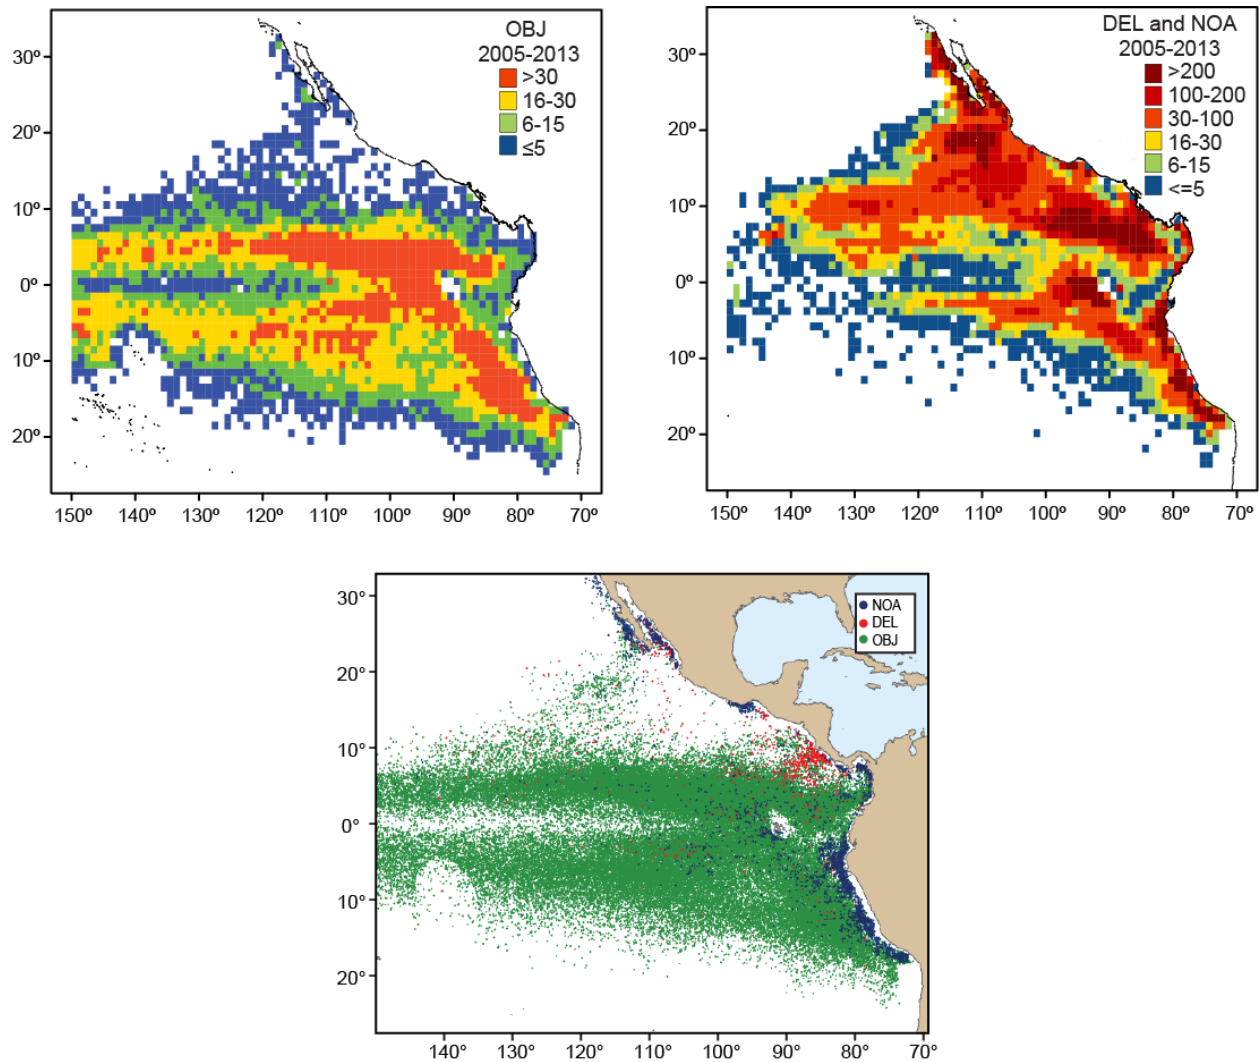 OBJ
2005-2013
>30
16-30
6-15
≤5
30º
20º
10º
0º
10º
20º
150º 140º 130º 120º 110º 100º 90º 80º 70º
DEL and NOA
2005-2013
>200
100-200
30-100
16-30
6-15
<=5
30º
20º
10º
0º
10º
20º
150º 140º 130º 120º 110º 100º 90º 80º 70º
NOA
DEL
OBJ
30°
20°
10°
0°
10°
20°
140° 130° 120° 110° 100° 90° 80° 70°